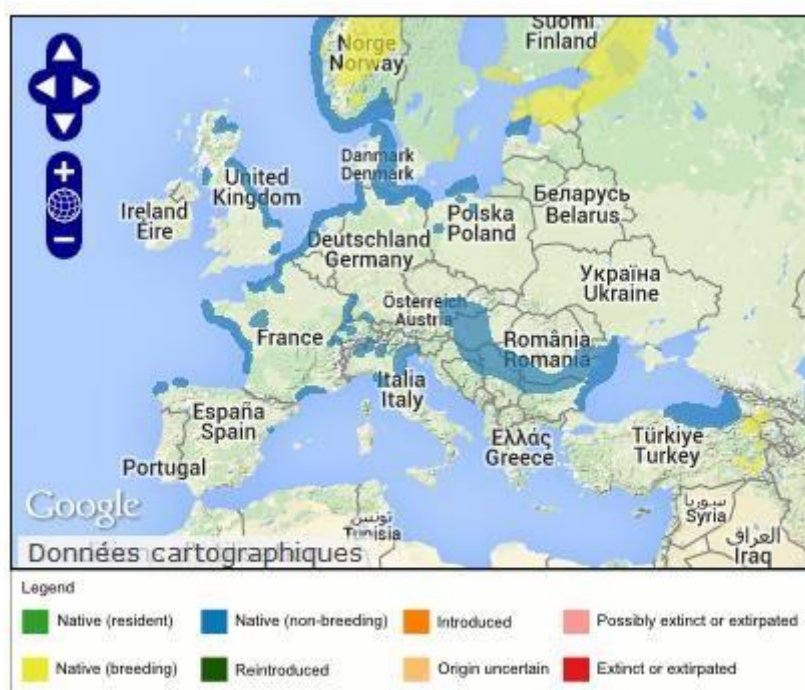 Suomi
Finland
Norge
Norway
Danmark
Denmark
United
Kingdom
Ireland
Éire
Беларусь
Belarus
Polska
Poland
Deutschland
Germany
Україна
Ukraine
Österreich
Austria
France
România
Romania
Italia
Italy
España
Spain
Portugal
Ελλάς
Greece
Türkiye
Turkey
تونس
Tunisia
سوريا
Syria
العراق
Iraq
Google
Données cartographiques
Legend
Native (resident)
Native (non-breeding)
Introduced
Possibly extinct or extirpated
Native (breeding)
Reintroduced
Origin uncertain
Extinct or extirpated